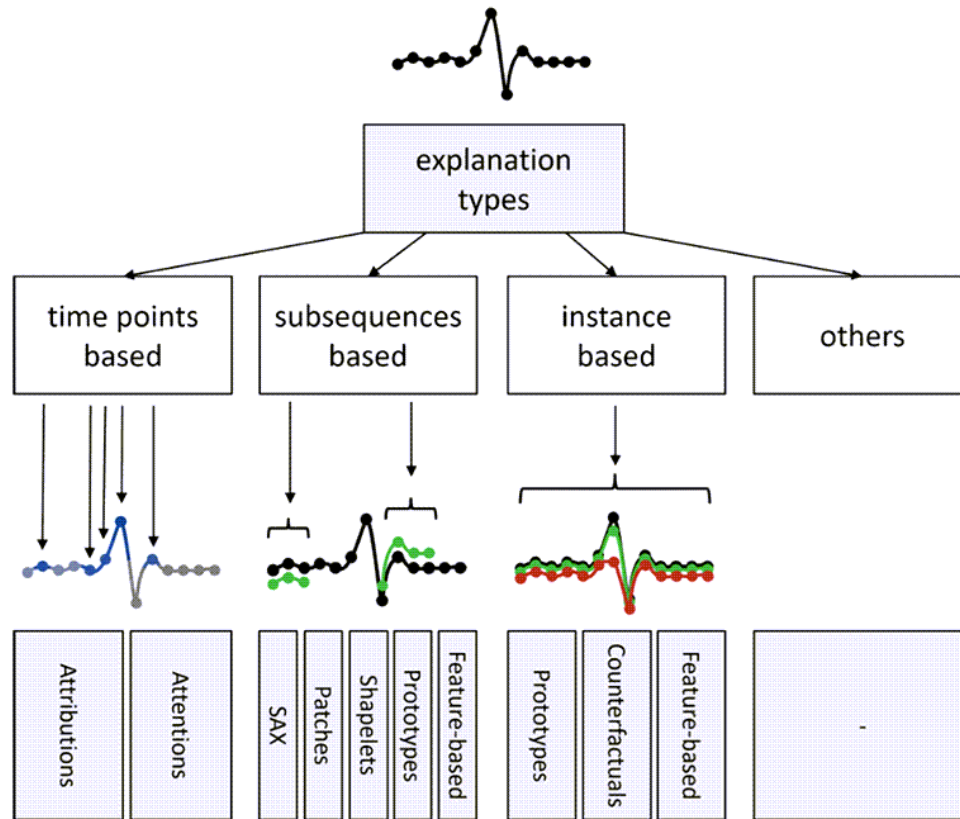 explanation
types
time points
based
subsequences
based
instance
based
others
Attributions
Attentions
SAX
Patches
Shapelets
Prototypes
Feature-based
Prototypes
Counterfactuals
Feature-based
-